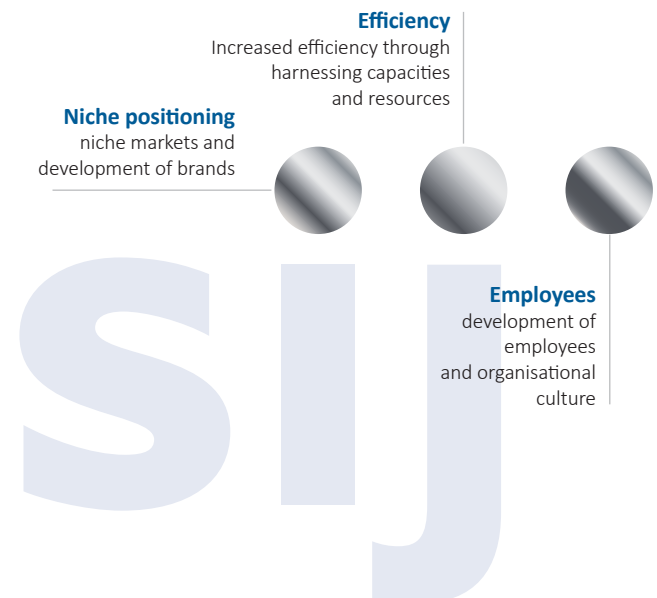 Efficiency
Increased efficiency through
harnessing capacities
and resources
Niche positioning
niche markets and
development of brands
Employees
development of
employees
and organisational
culture
sij